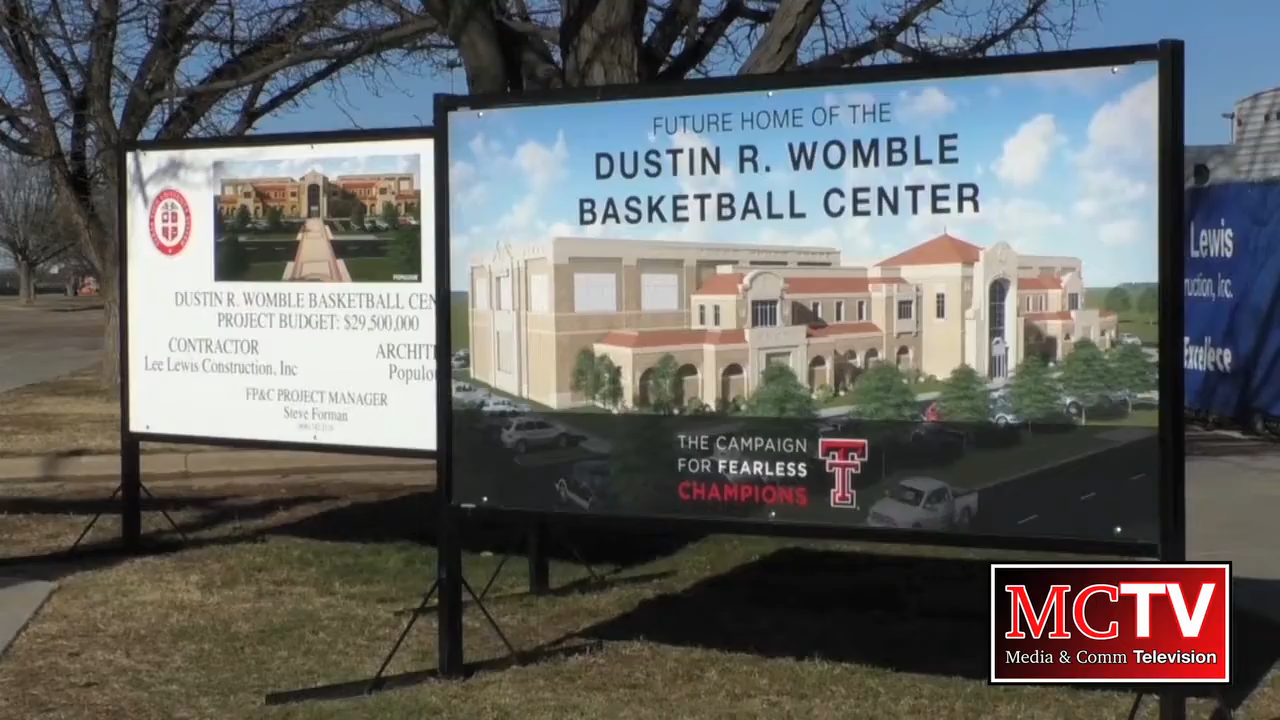 DUSTIN R. WOMBLE BASKETBALL CEN
PROJECT BUDGET: $29,500,000
CONTRACTOR
Lee Lewis Construction, Inc
ARCHIT
Populo
FP&C PROJECT MANAGER
Steve Forman
FUTURE HOME OF THE
DUSTIN R. WOMBLE
BASKETBALL CENTER
THE CAMPAIGN
FOR FEARLESS
CHAMPIONS
T
Lewis
ruction, Inc.
MCTV
Media & Comm Television